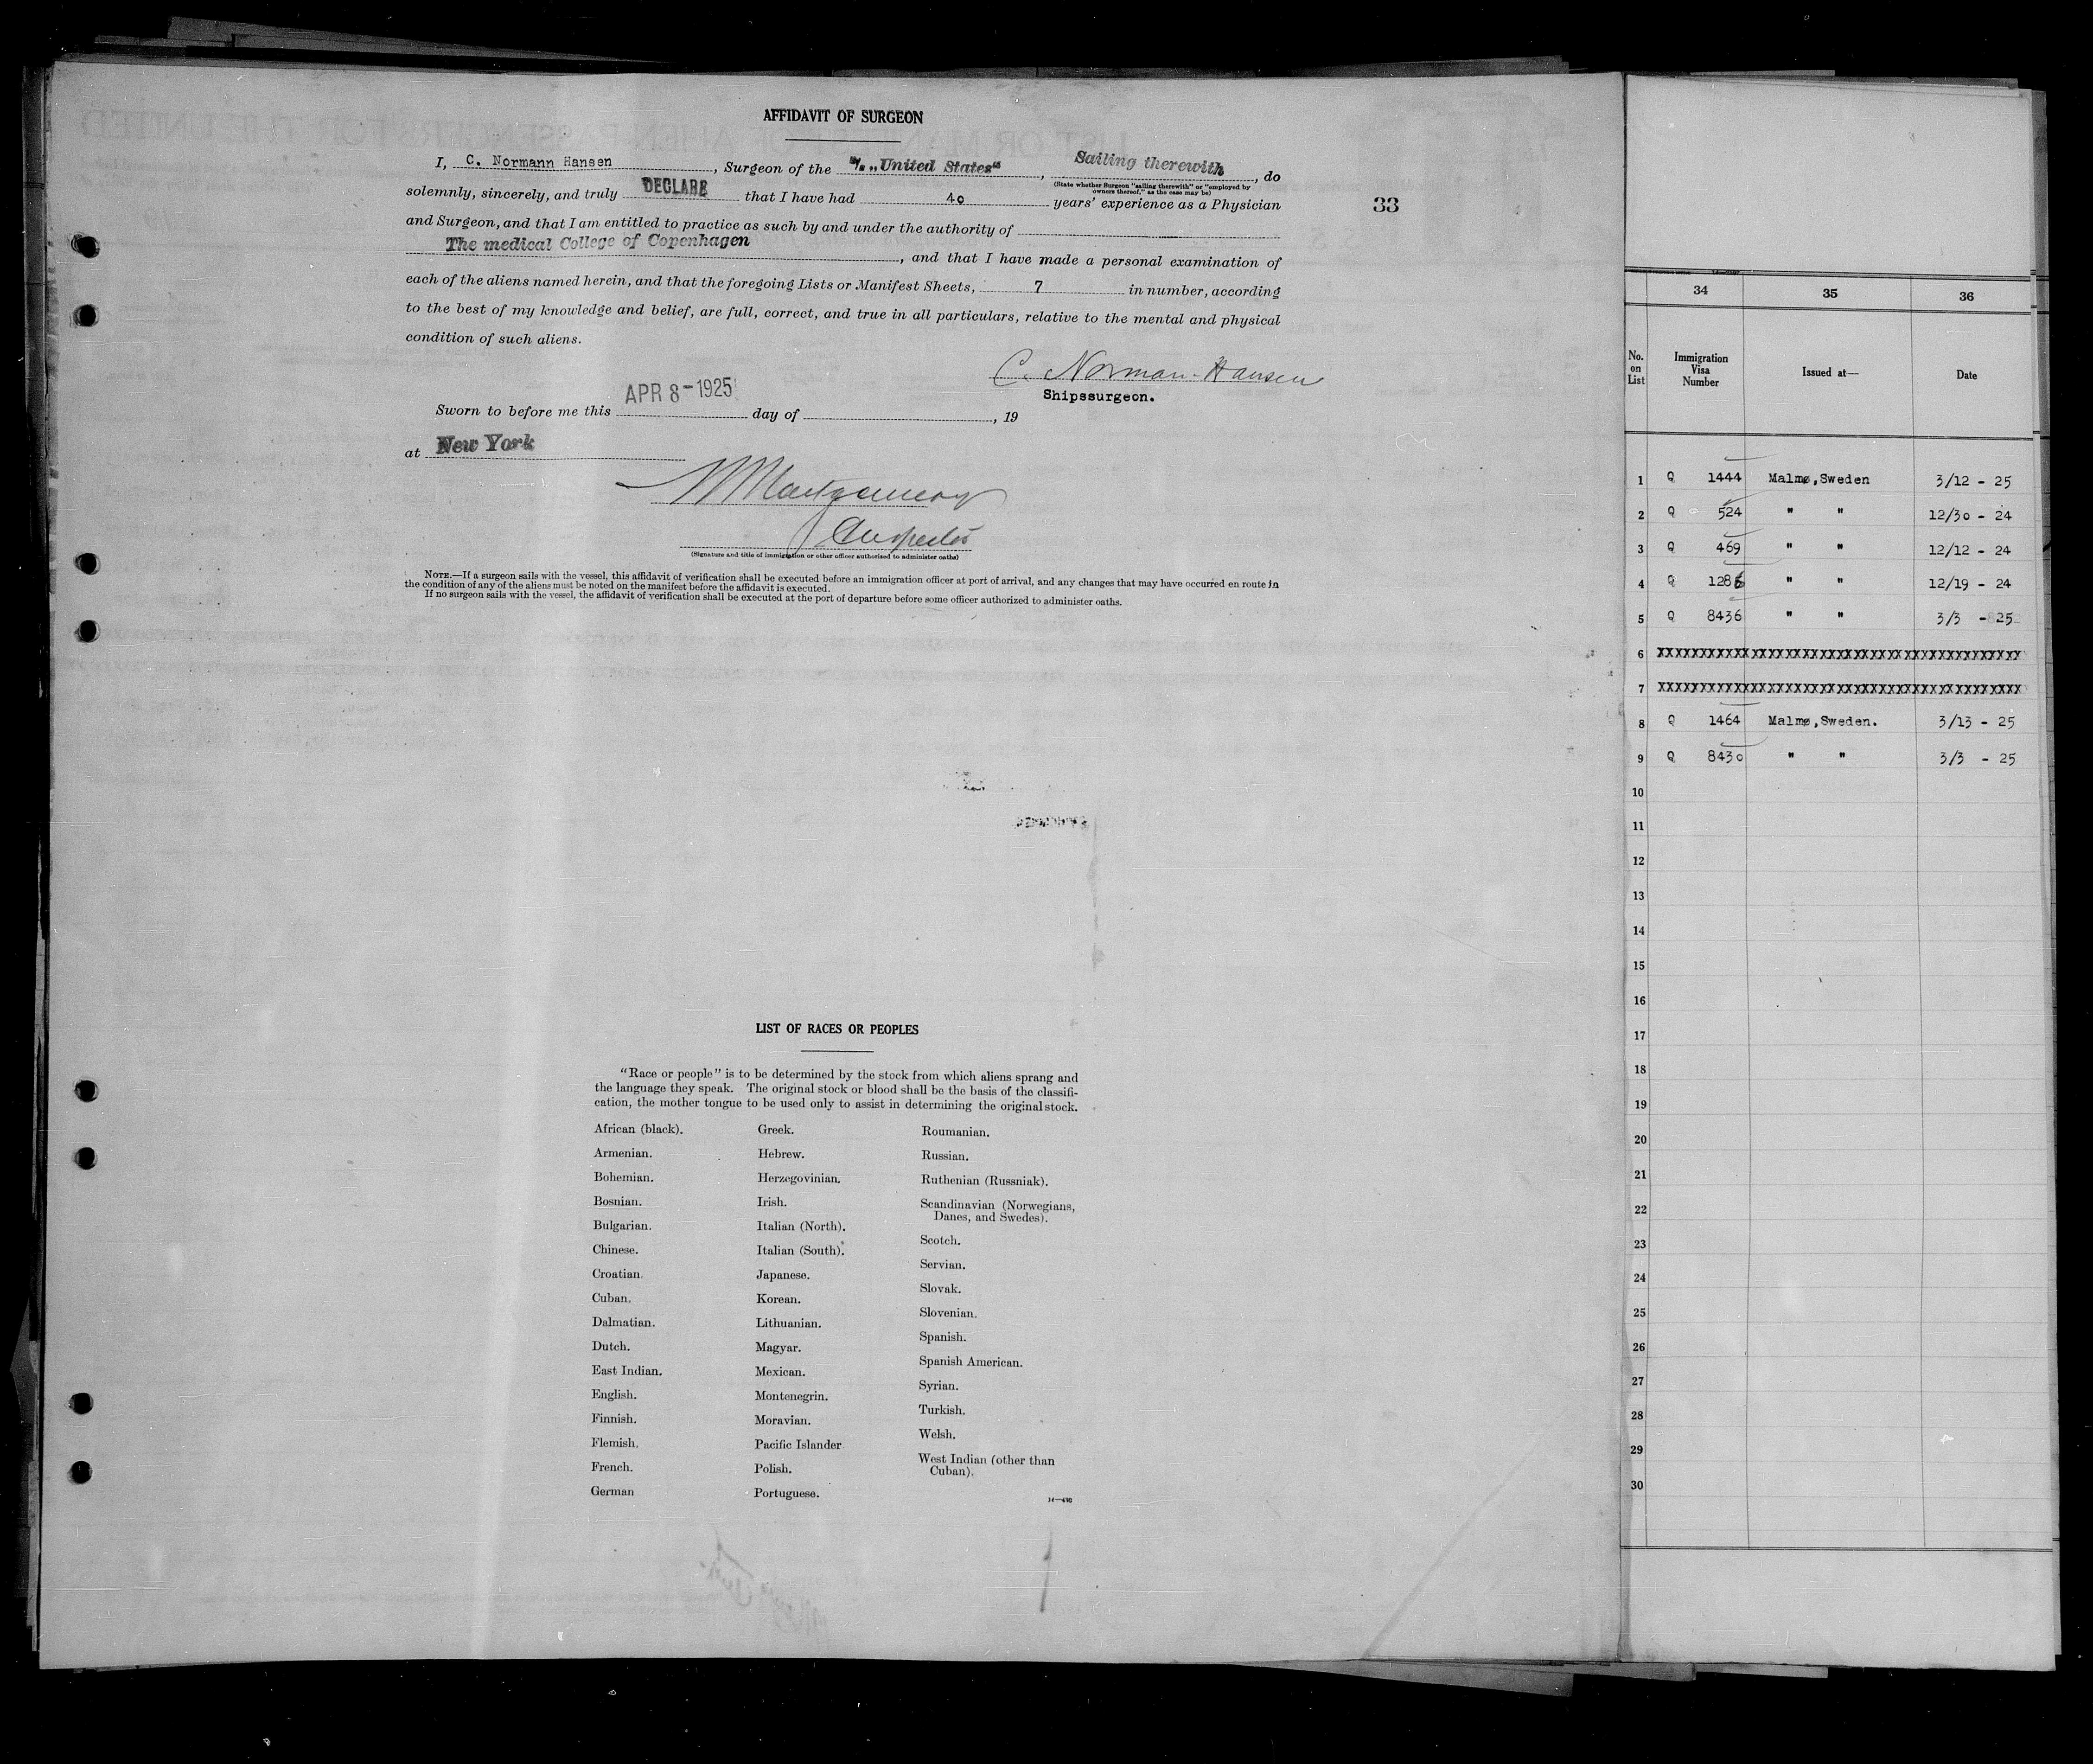 AFFIDAVIT OF SURGEON
I, C. Normann Hansen, Surgeon of the s/s „United States", Sailing therewith, do
(State whether Surgeon "sailing therewith" or "employed by
owners thereof," as the case may be)
solemnly, sincerely, and truly DECLARE that I have had 40 years' experience as a Physician
and Surgeon, and that I am entitled to practice as such by and under the authority of
The medical College of Copenhagen, and that I have made a personal examination of
each of the aliens named herein, and that the foregoing Lists or Manifest Sheets, 7 in number, according
to the best of my knowledge and belief, are full, correct, and true in all particulars, relative to the mental and physical
condition of such aliens.
C. Norman-Hansen
Shipssurgeon.
Sworn to before me this APR 8-1925 day of , 19
at New York
Montgomery
Inspector
(Signature and title of immigration or other officer authorized to administer oaths)
NOTE.—If a surgeon sails with the vessel, this affidavit of verification shall be executed before an immigration officer at port of arrival, and any changes that may have occurred en route in
the condition of any of the aliens must be noted on the manifest before the affidavit is executed.
If no surgeon sails with the vessel, the affidavit of verification shall be executed at the port of departure before some officer authorized to administer oaths.
33
LIST OF RACES OR PEOPLES
"Race or people" is to be determined by the stock from which aliens sprang and
the language they speak. The original stock or blood shall be the basis of the classifi-
cation, the mother tongue to be used only to assist in determining the original stock.
African (black).
Armenian.
Bohemian.
Bosnian.
Bulgarian.
Chinese.
Croatian.
Cuban.
Dalmatian.
Dutch.
East Indian.
English.
Finnish.
Flemish.
French.
German
Greek.
Hebrew.
Herzegovinian.
Irish.
Italian (North).
Italian (South).
Japanese.
Korean.
Lithuanian.
Magyar.
Mexican.
Montenegrin.
Moravian.
Pacific Islander
Polish.
Portuguese.
Roumanian.
Russian.
Ruthenian (Russniak).
Scandinavian (Norwegians,
Danes, and Swedes).
Scotch.
Servian.
Slovak.
Slovenian.
Spanish.
Spanish American.
Syrian.
Turkish.
Welsh.
West Indian (other than
Cuban).
14—490
34 35 36
No. on List Immigration Visa Number Issued at— Date
1 Q 1444 Malmø, Sweden 3/12 - 25
2 Q 524 " " 12/30 - 24
3 Q 469 " " 12/12 - 24
4 Q 1286 " " 12/19 - 24
5 Q 8436 " " 3/3 - 25
6 XXXXXXXXXXXXXXXXXXXXXXXXXXXXXXXXXXXXXXXXXXX
7 XXXXXXXXXXXXXXXXXXXXXXXXXXXXXXXXXXXXXXXXXXX
8 Q 1464 Malmø, Sweden. 3/13 - 25
9 Q 8430 " " 3/3 - 25
10
11
12
13
14
15
16
17
18
19
20
21
22
23
24
25
26
27
28
29
30